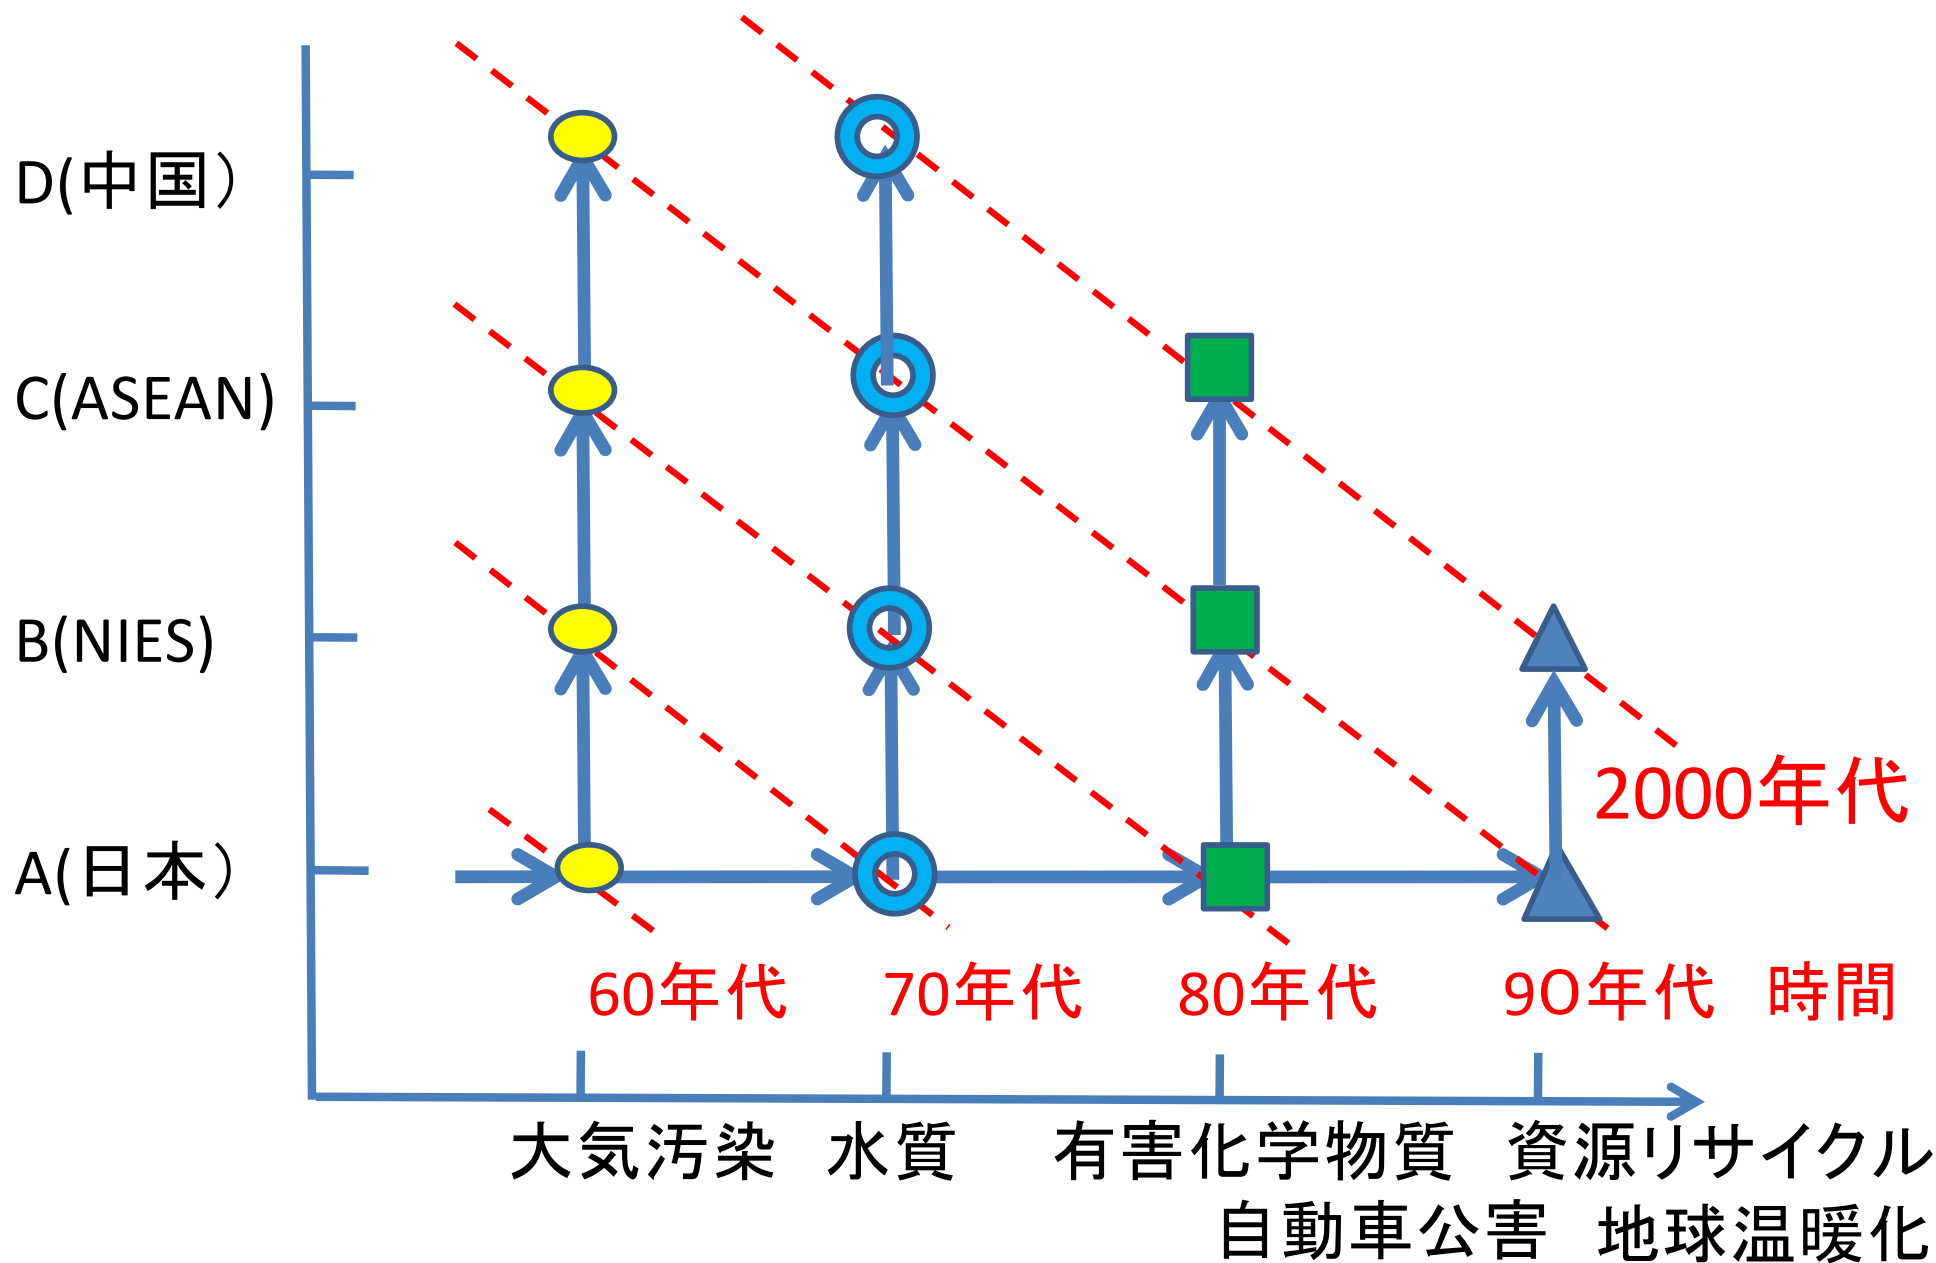 D(中国）
C(ASEAN)
B(NIES)
A(日本）
2000年代
60年代
70年代
80年代
9O年代
時間
大気汚染
水質
有害化学物質
資源リサイクル
自動車公害
地球温暖化